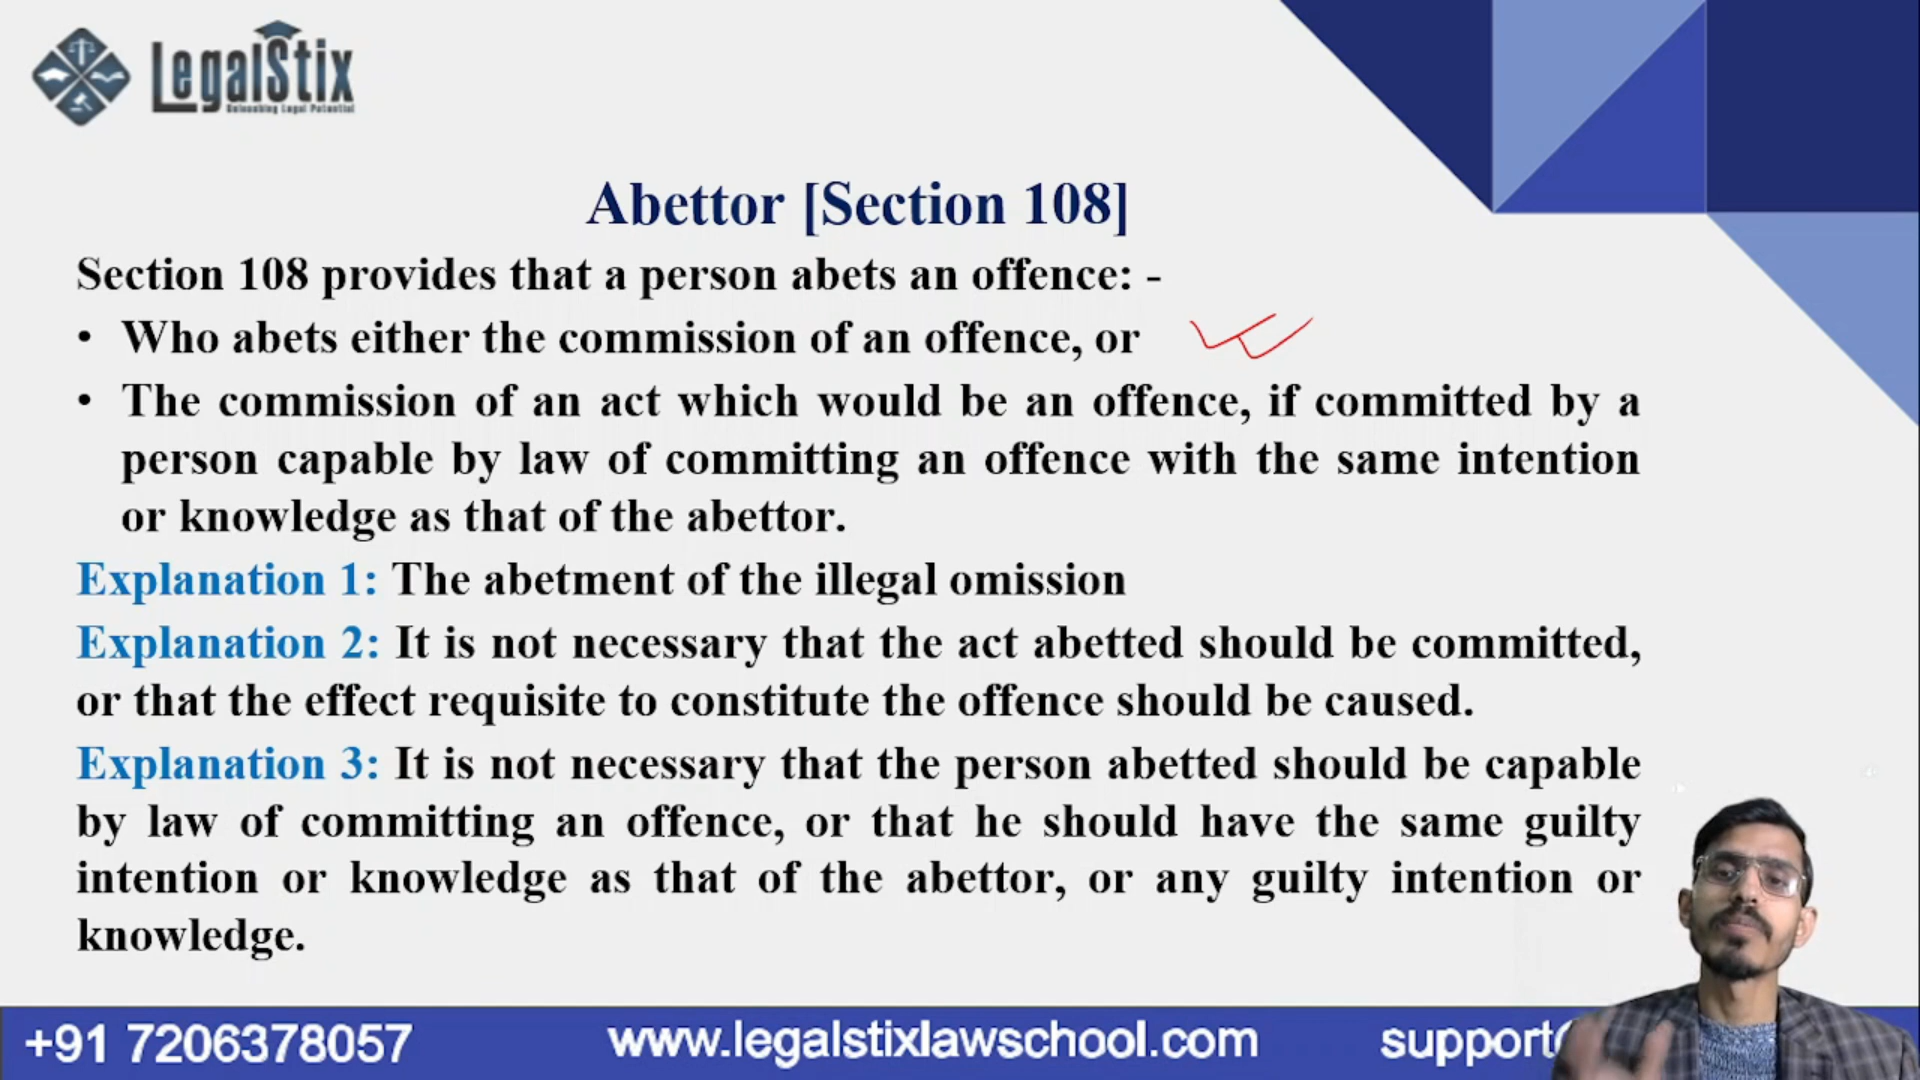 LegalStix
Unlocking Legal Potential
Abettor [Section 108]
Section 108 provides that a person abets an offence: -
• Who abets either the commission of an offence, or
• The commission of an act which would be an offence, if committed by a
person capable by law of committing an offence with the same intention
or knowledge as that of the abettor.
Explanation 1: The abetment of the illegal omission
Explanation 2: It is not necessary that the act abetted should be committed,
or that the effect requisite to constitute the offence should be caused.
Explanation 3: It is not necessary that the person abetted should be capable
by law of committing an offence, or that he should have the same guilty
intention or knowledge as that of the abettor, or any guilty intention or
knowledge.
+91 7206378057 www.legalstixlawschool.com support